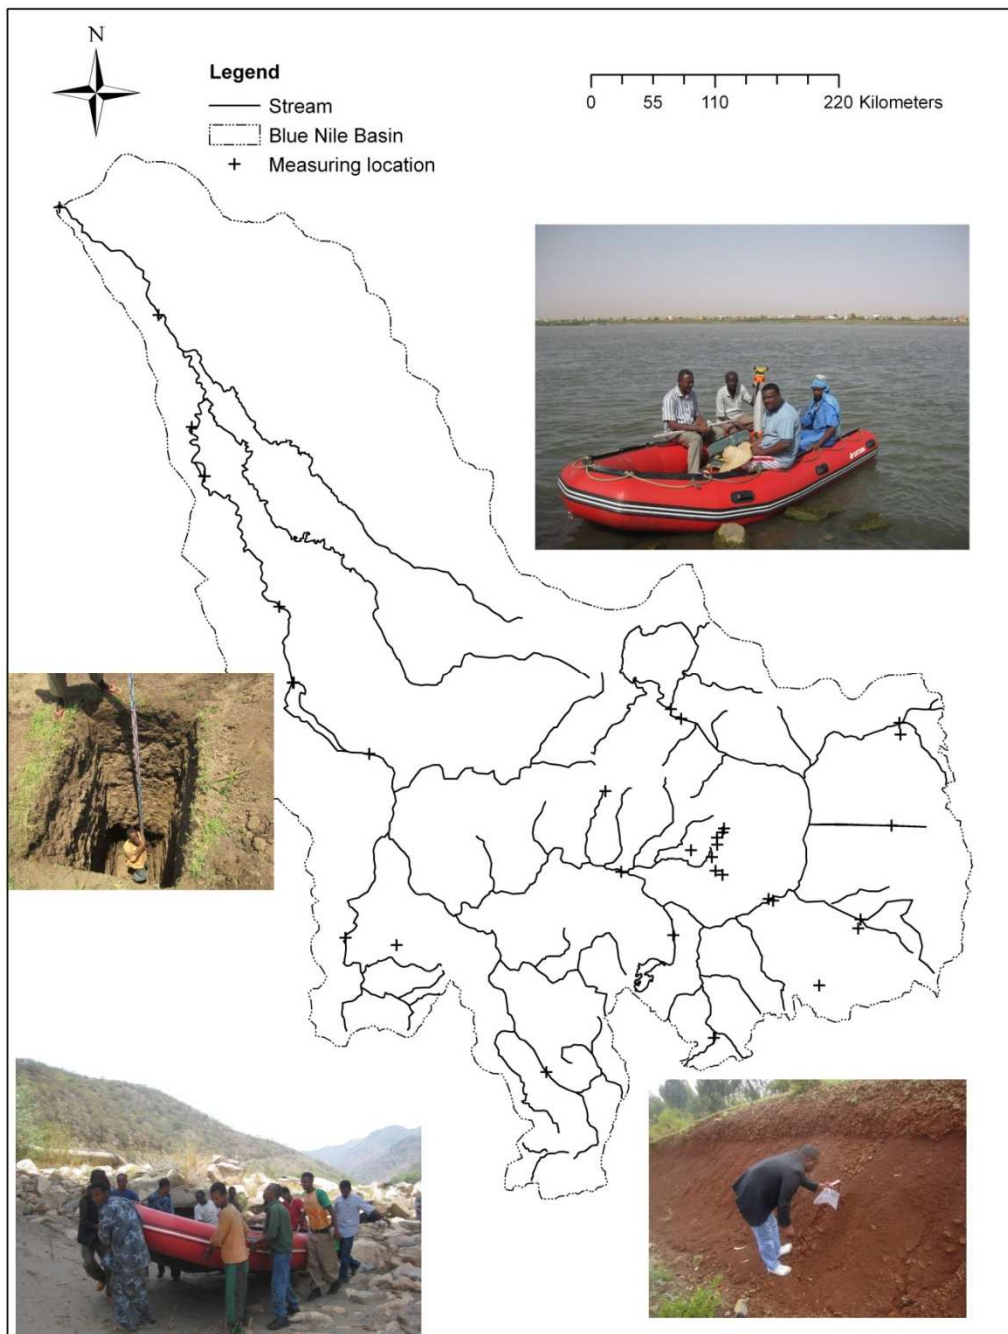 N
Legend
Stream
Blue Nile Basin
Measuring location
0 55 110 220 Kilometers